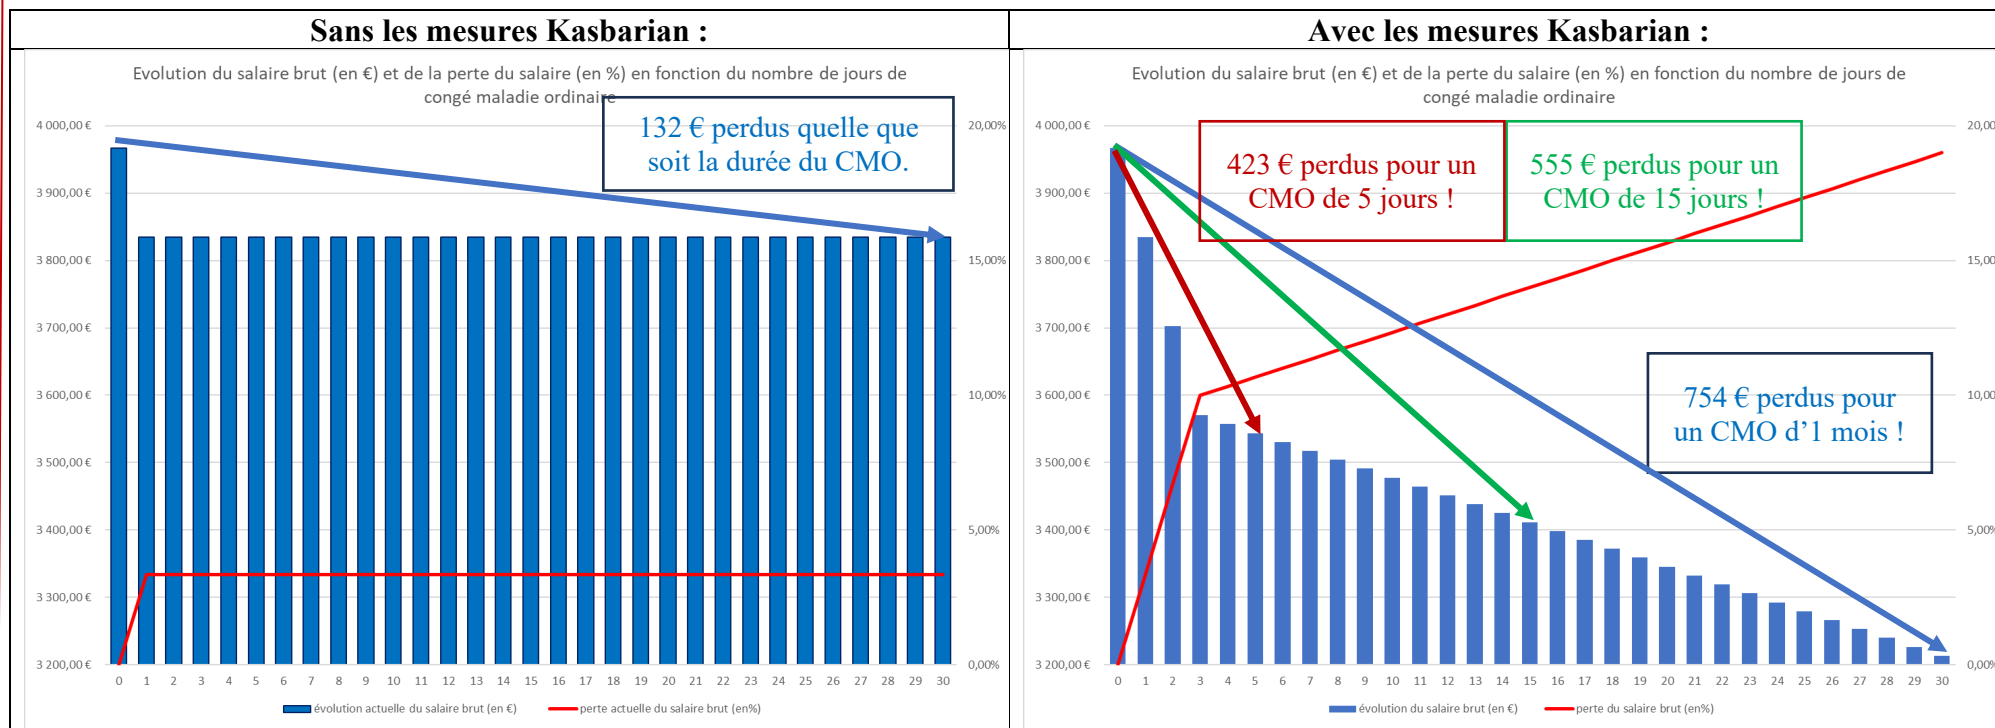 Sans les mesures Kasbarian :
Evolution du salaire brut (en €) et de la perte du salaire (en %) en fonction du nombre de jours de
congé maladie ordinaire
132 € perdus quelle que
soit la durée du CMO.
4 000,00 €
3 900,00 €
3 800,00 €
3 700,00 €
3 600,00 €
3 500,00 €
3 400,00 €
3 300,00 €
3 200,00 €
20,00%
15,00%
10,00%
5,00%
0,00%
0 1 2 3 4 5 6 7 8 9 10 11 12 13 14 15 16 17 18 19 20 21 22 23 24 25 26 27 28 29 30
évolution actuelle du salaire brut (en €) perte actuelle du salaire brut (en%)
Avec les mesures Kasbarian :
Evolution du salaire brut (en €) et de la perte du salaire (en %) en fonction du nombre de jours de
congé maladie ordinaire
423 € perdus pour un
CMO de 5 jours !
555 € perdus pour un
CMO de 15 jours !
754 € perdus pour
un CMO d’1 mois !
4 000,00 €
3 900,00 €
3 800,00 €
3 700,00 €
3 600,00 €
3 500,00 €
3 400,00 €
3 300,00 €
3 200,00 €
20,00%
15,00%
10,00%
5,00%
0,00%
0 1 2 3 4 5 6 7 8 9 10 11 12 13 14 15 16 17 18 19 20 21 22 23 24 25 26 27 28 29 30
évolution du salaire brut (en €) perte du salaire brut (en%)